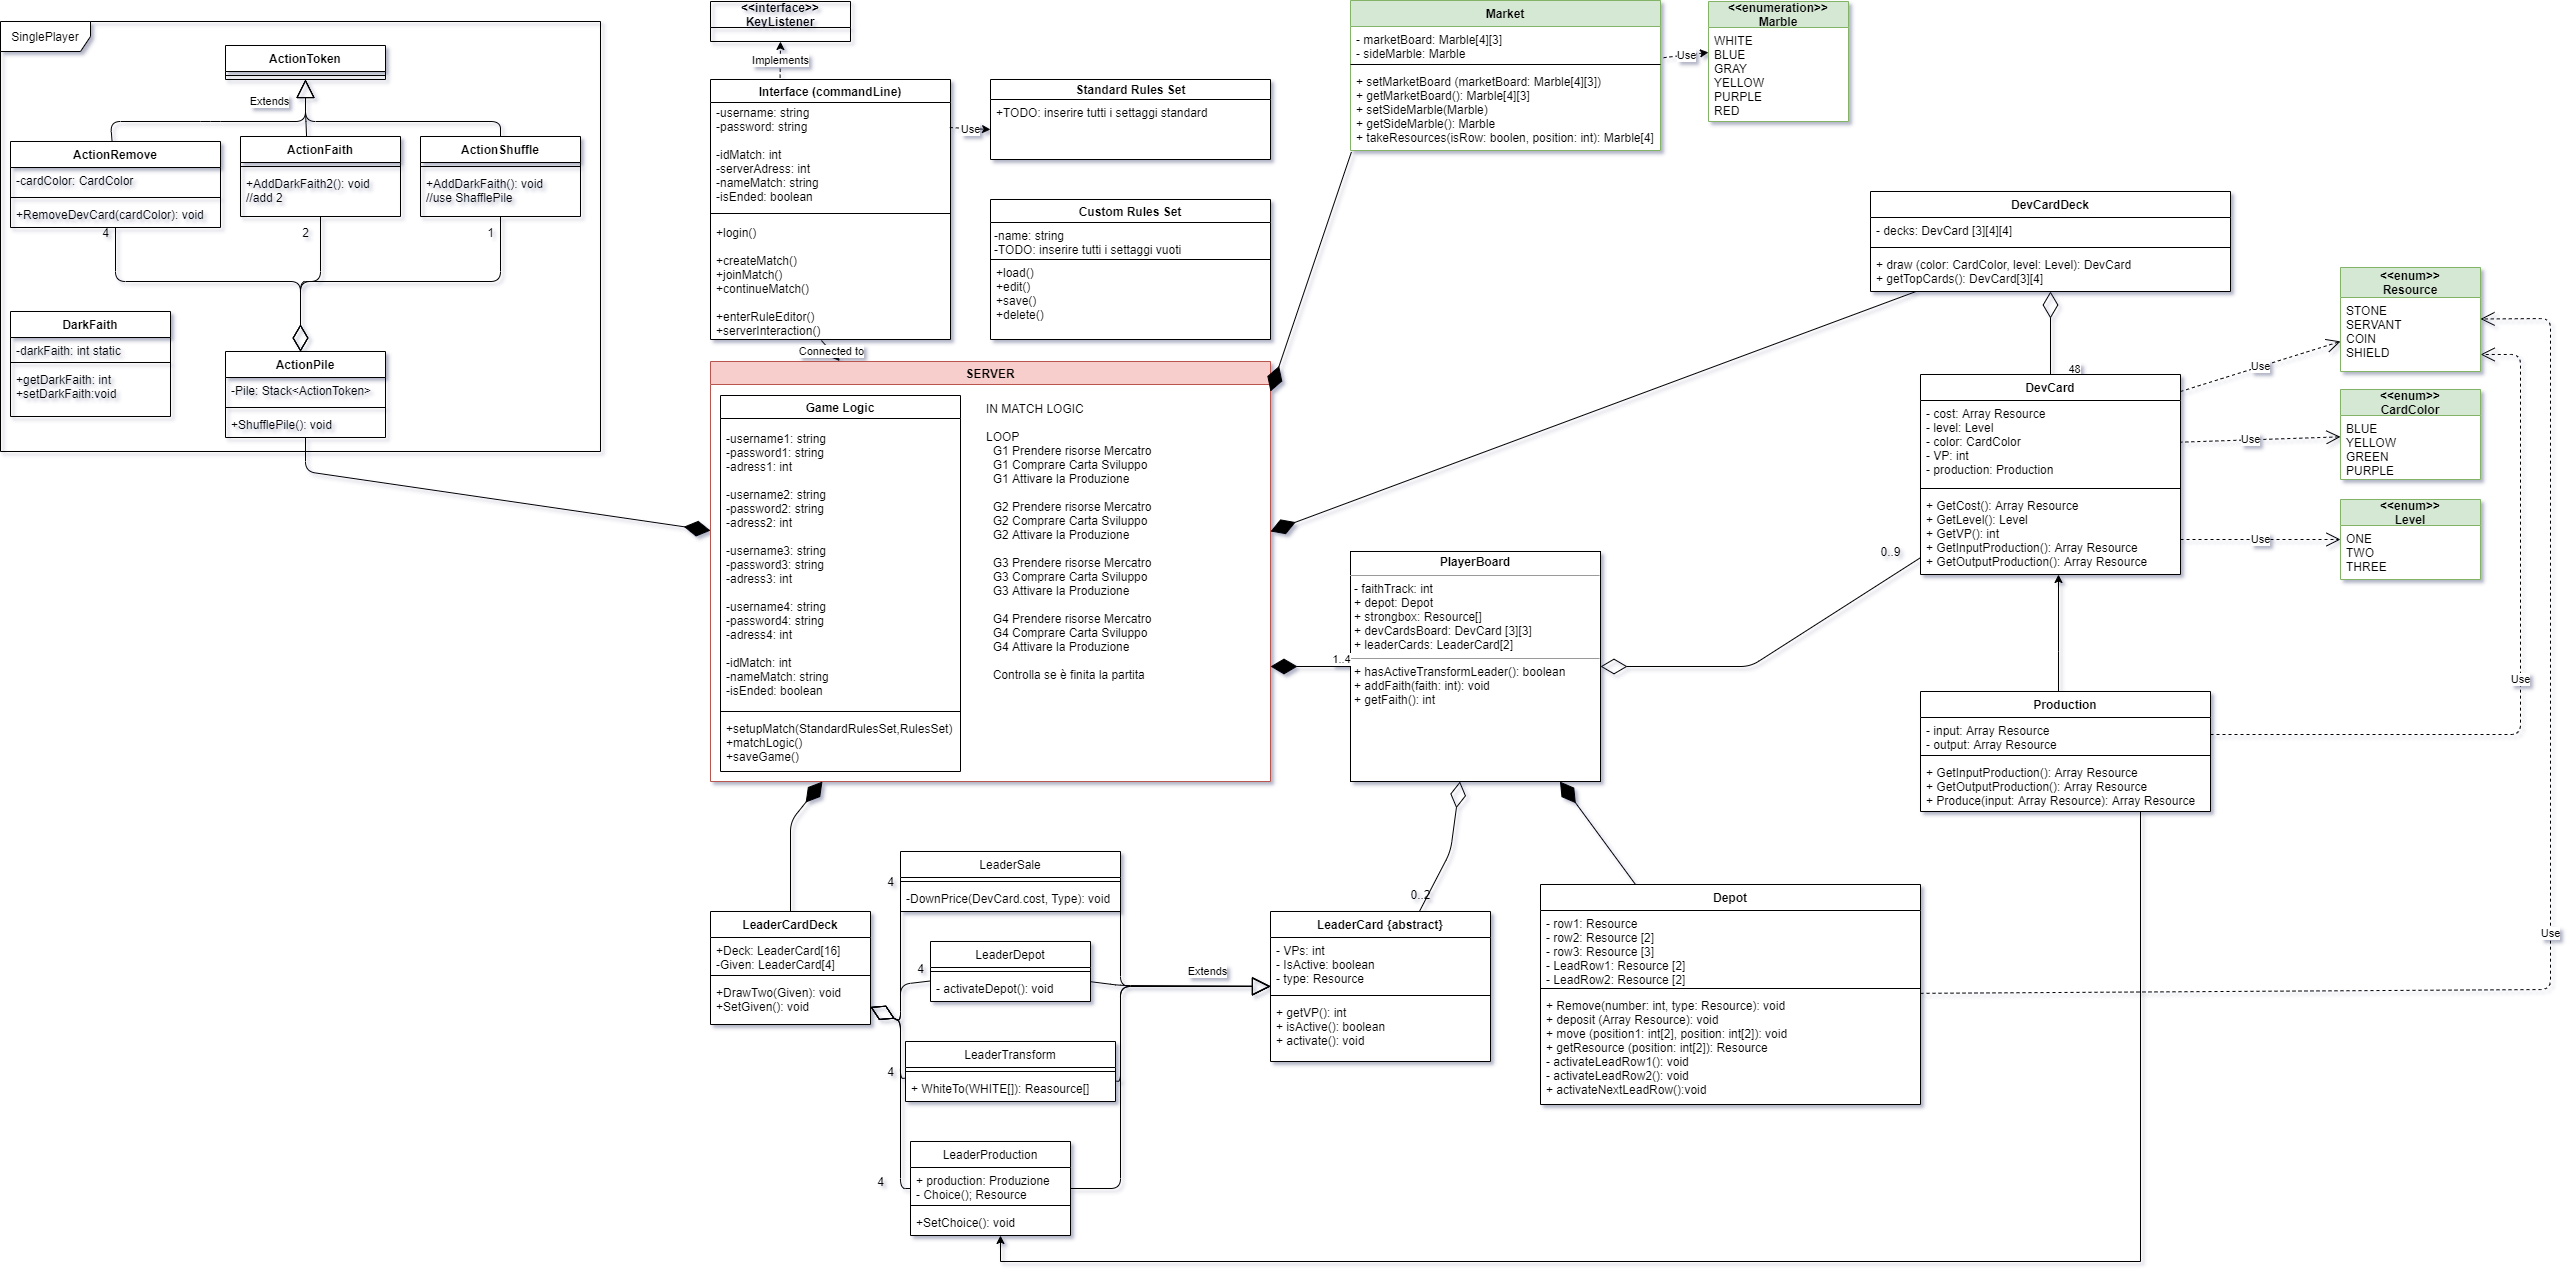 SinglePlayer
ActionToken
Extends
ActionRemove
-cardColor: CardColor
+RemoveDevCard(cardColor): void
4
ActionFaith
+AddDarkFaith2(): void
//add 2
2
ActionShuffle
+AddDarkFaith(): void
//use ShafflePile
1
DarkFaith
-darkFaith: int static
+getDarkFaith: int
+setDarkFaith:void
ActionPile
-Pile: Stack<ActionToken>
+ShufflePile(): void
<<interface>>
KeyListener
Implements
Interface (commandLine)
-username: string
-password: string
-idMatch: int
-serverAdress: int
-nameMatch: string
-isEnded: boolean
+login()
+createMatch()
+joinMatch()
+continueMatch()
+enterRuleEditor()
+serverInteraction()
Use
Standard Rules Set
+TODO: inserire tutti i settaggi standard
Custom Rules Set
-name: string
-TODO: inserire tutti i settaggi vuoti
+load()
+edit()
+save()
+delete()
Connected to
SERVER
Game Logic
-username1: string
-password1: string
-adress1: int
-username2: string
-password2: string
-adress2: int
-username3: string
-password3: string
-adress3: int
-username4: string
-password4: string
-adress4: int
-idMatch: int
-nameMatch: string
-isEnded: boolean
+setupMatch(StandardRulesSet,RulesSet)
+matchLogic()
+saveGame()
IN MATCH LOGIC
LOOP
G1 Prendere risorse Mercatro
G1 Comprare Carta Sviluppo
G1 Attivare la Produzione
G2 Prendere risorse Mercatro
G2 Comprare Carta Sviluppo
G2 Attivare la Produzione
G3 Prendere risorse Mercatro
G3 Comprare Carta Sviluppo
G3 Attivare la Produzione
G4 Prendere risorse Mercatro
G4 Comprare Carta Sviluppo
G4 Attivare la Produzione
Controlla se è finita la partita
Market
- marketBoard: Marble[4][3]
- sideMarble: Marble
+ setMarketBoard (marketBoard: Marble[4][3])
+ getMarketBoard(): Marble[4][3]
+ setSideMarble(Marble)
+ getSideMarble(): Marble
+ takeResources(isRow: boolen, position: int): Marble[4]
Use
<<enumeration>>
Marble
WHITE
BLUE
GRAY
YELLOW
PURPLE
RED
DevCardDeck
- decks: DevCard [3][4][4]
+ draw (color: CardColor, level: Level): DevCard
+ getTopCards(): DevCard[3][4]
48
DevCard
- cost: Array Resource
- level: Level
- color: CardColor
- VP: int
- production: Production
+ GetCost(): Array Resource
+ GetLevel(): Level
+ GetVP(): int
+ GetInputProduction(): Array Resource
+ GetOutputProduction(): Array Resource
0..9
Use
Use
Use
<<enum>>
Resource
STONE
SERVANT
COIN
SHIELD
<<enum>>
CardColor
BLUE
YELLOW
GREEN
PURPLE
<<enum>>
Level
ONE
TWO
THREE
PlayerBoard
- faithTrack: int
+ depot: Depot
+ strongbox: Resource[]
+ devCardsBoard: DevCard [3][3]
+ leaderCards: LeaderCard[2]
+ hasActiveTransformLeader(): boolean
+ addFaith(faith: int): void
+ getFaith(): int
1..4
Use
Production
- input: Array Resource
- output: Array Resource
+ GetInputProduction(): Array Resource
+ GetOutputProduction(): Array Resource
+ Produce(input: Array Resource): Array Resource
Use
LeaderCardDeck
+Deck: LeaderCard[16]
-Given: LeaderCard[4]
+DrawTwo(Given): void
+SetGiven(): void
4
LeaderSale
-DownPrice(DevCard.cost, Type): void
4
LeaderDepot
- activateDepot(): void
4
LeaderTransform
+ WhiteTo(WHITE[]): Reasource[]
4
LeaderProduction
+ production: Produzione
- Choice(); Resource
+SetChoice(): void
Extends
0..2
LeaderCard {abstract}
- VPs: int
- IsActive: boolean
- type: Resource
+ getVP(): int
+ isActive(): boolean
+ activate(): void
Depot
- row1: Resource
- row2: Resource [2]
- row3: Resource [3]
- LeadRow1: Resource [2]
- LeadRow2: Resource [2]
+ Remove(number: int, type: Resource): void
+ deposit (Array Resource): void
+ move (position1: int[2], position: int[2]): void
+ getResource (position: int[2]): Resource
- activateLeadRow1(): void
- activateLeadRow2(): void
+ activateNextLeadRow():void